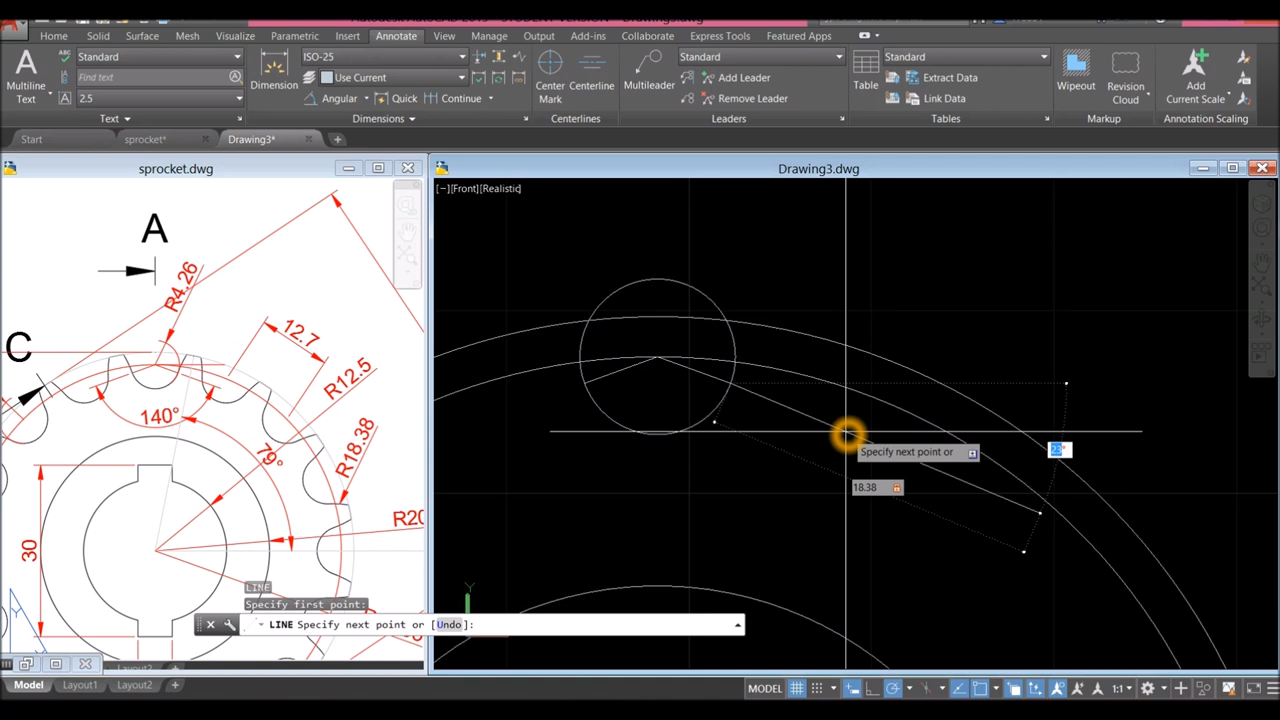 Home Solid Surface Mesh Visualize Parametric Insert Annotate View Manage Output Add-ins Collaborate Express Tools Featured Apps
Multiline
Text
Standard
Find text
2.5
Text
Dimension
ISO-25
Use Current
Angular Quick Continue
Dimensions
Center
Mark
Centerline
Centerlines
Multileader
Standard
Add Leader
Remove Leader
Leaders
Table
Standard
Extract Data
Link Data
Tables
Wipeout
Revision
Cloud
Markup
Add
Current Scale
Annotation Scaling
Start sprocket* Drawing3*
sprocket.dwg
A
R4.26
C
12.7
R12.5
140°
R18.38
79°
30
R20
Y
Drawing3.dwg
[−][Front][Realistic]
Specify next point or
23°
18.38
Y
LINE
Specify first point:
LINE Specify next point or [Undo]:
Layout2
Model Layout1 Layout2
MODEL
1:1